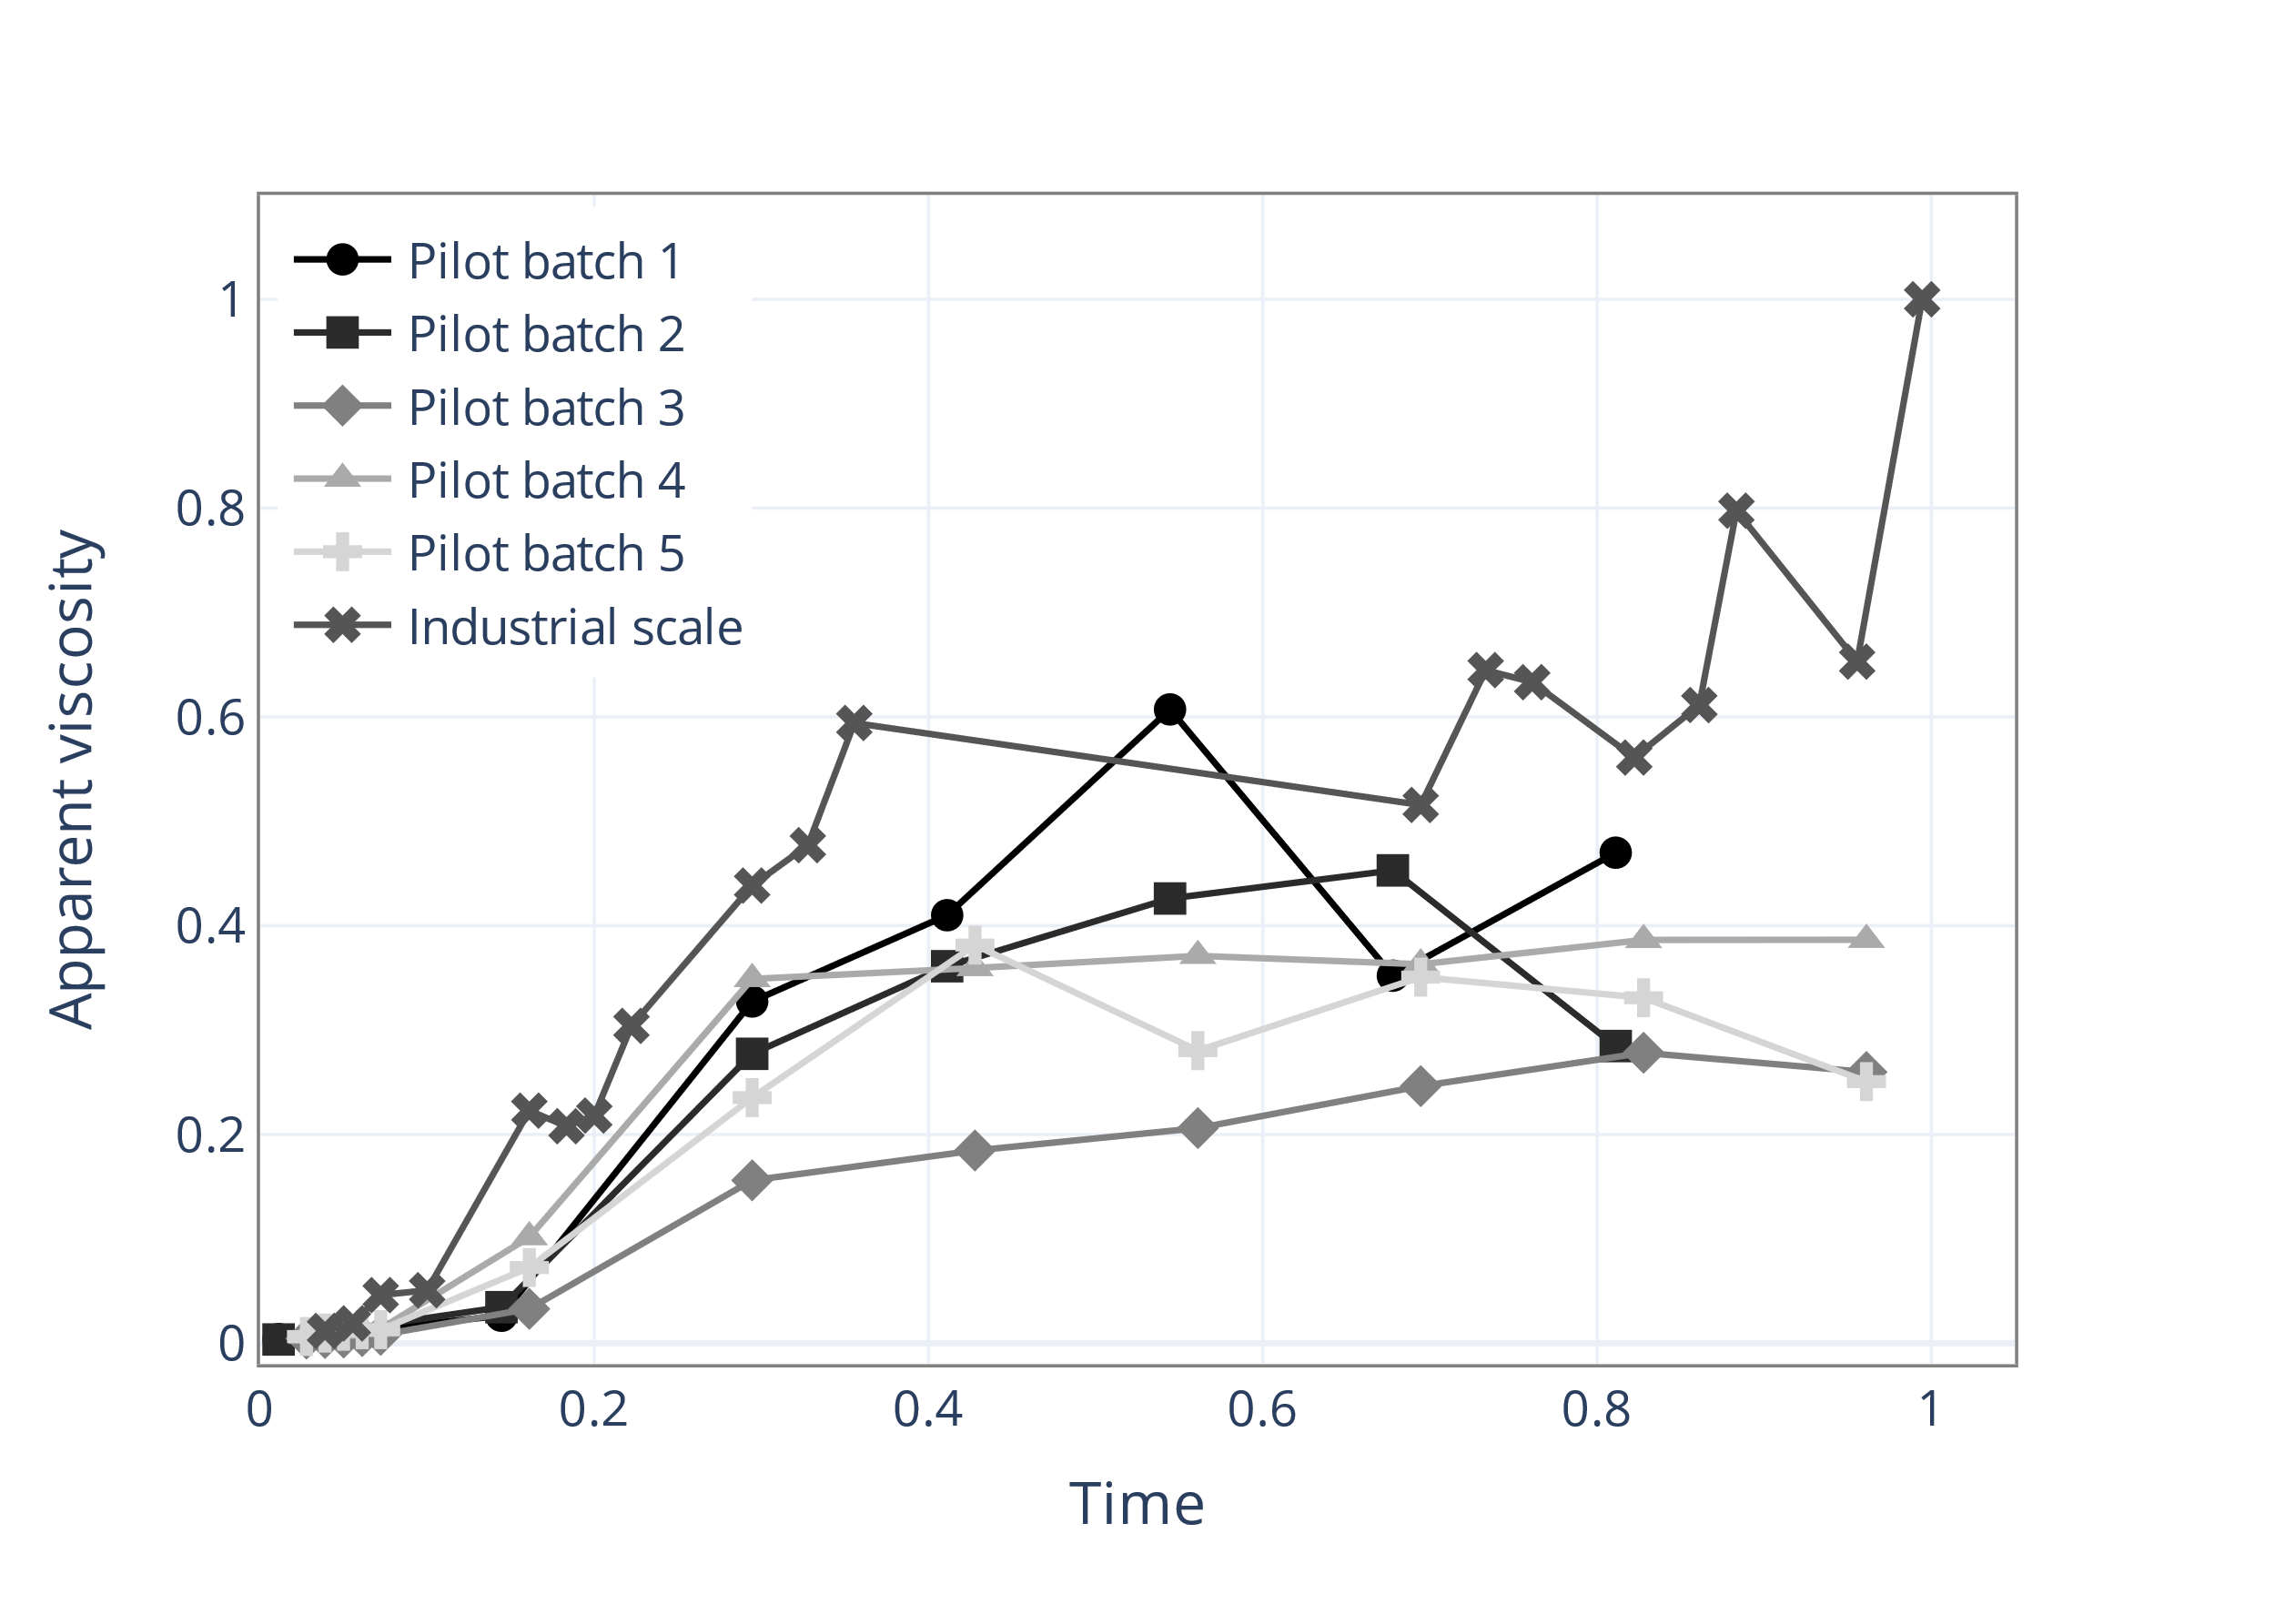 Pilot batch 1
Pilot batch 2
Pilot batch 3
Pilot batch 4
Pilot batch 5
Industrial scale
1
0.8
0.6
0.4
0.2
0
Apparent viscosity
0
0.2
0.4
0.6
0.8
1
Time